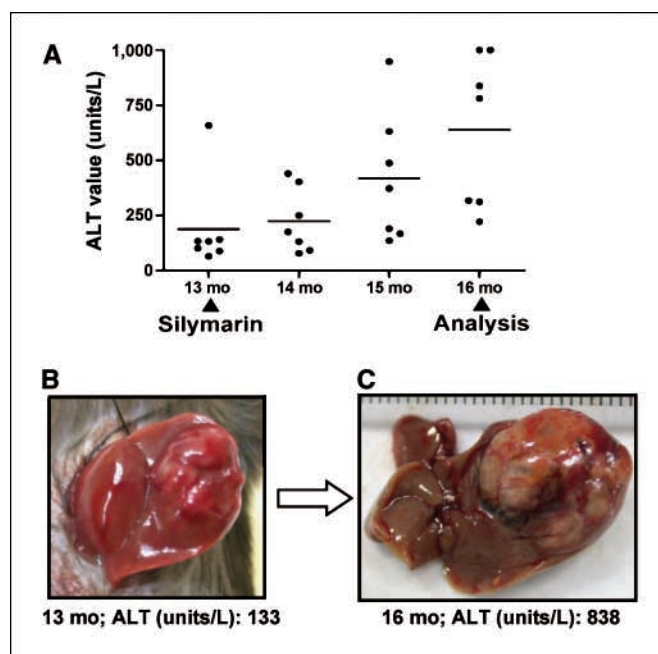 A
ALT value (units/L)
1,000
750
500
250
0
13 mo 14 mo 15 mo 16 mo
Silymarin Analysis
B
C
13 mo; ALT (units/L): 133
16 mo; ALT (units/L): 838